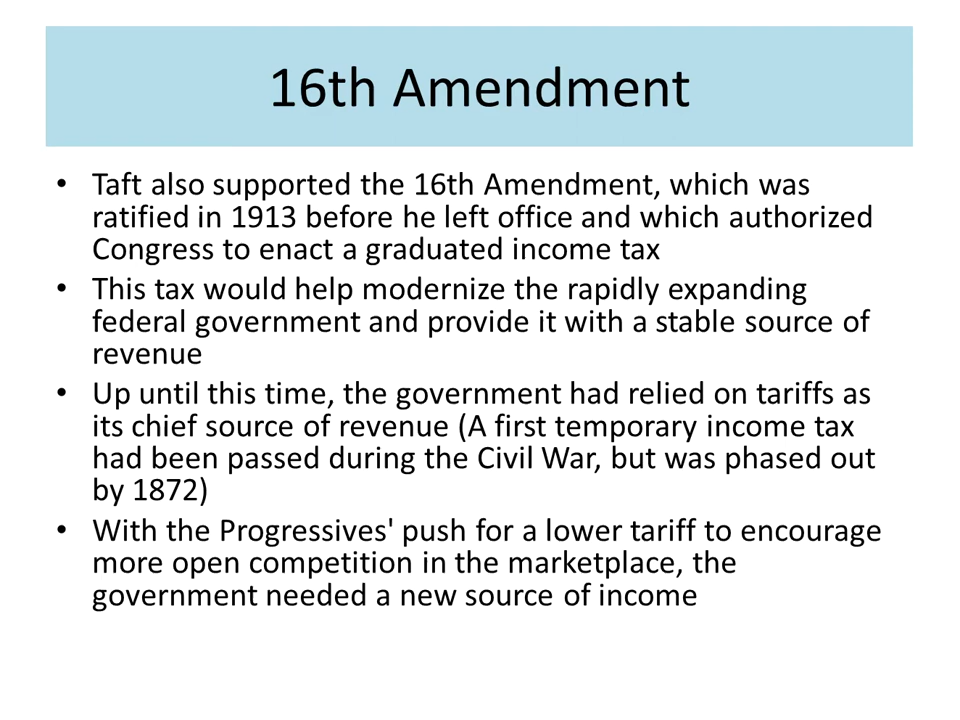 16th Amendment
• Taft also supported the 16th Amendment, which was
ratified in 1913 before he left office and which authorized
Congress to enact a graduated income tax
• This tax would help modernize the rapidly expanding
federal government and provide it with a stable source of
revenue
• Up until this time, the government had relied on tariffs as
its chief source of revenue (A first temporary income tax
had been passed during the Civil War, but was phased out
by 1872)
• With the Progressives' push for a lower tariff to encourage
more open competition in the marketplace, the
government needed a new source of income